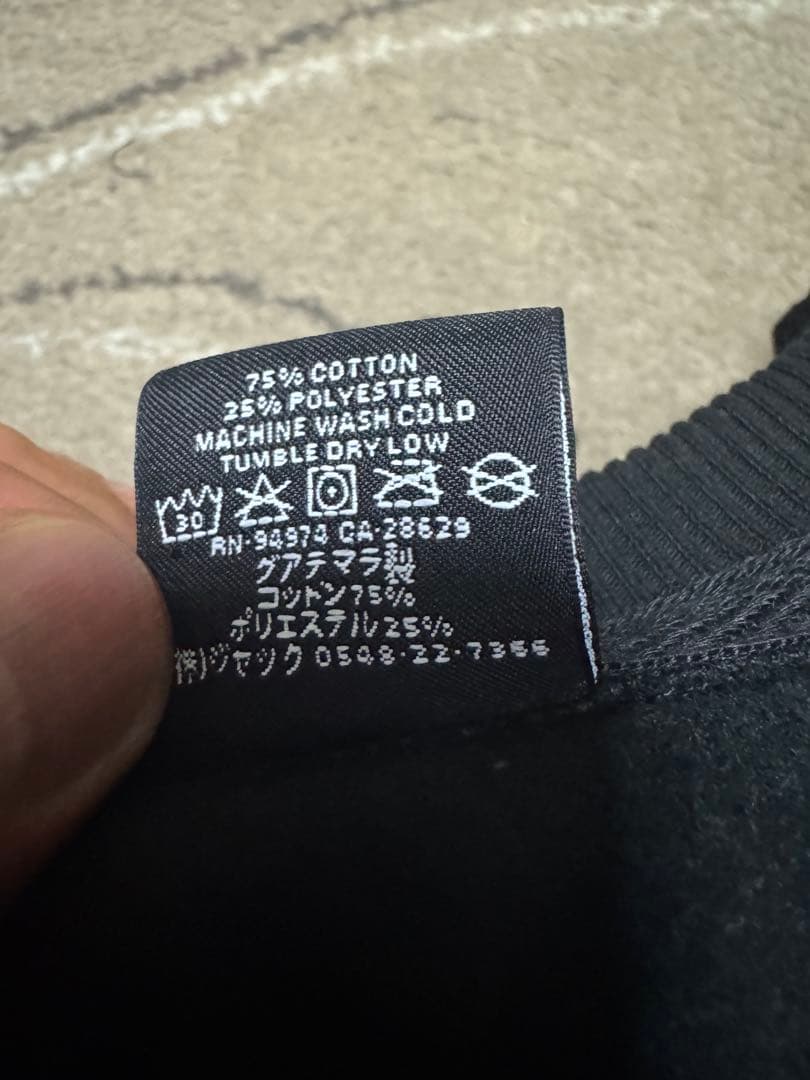 75% COTTON
25% POLYESTER
MACHINE WASH COLD
TUMBLE DRY LOW
30
RN-94974 CA-28629
グアテマラ製
コットン75%
ポリエステル25%
(株)ジャック 0548-22-7366